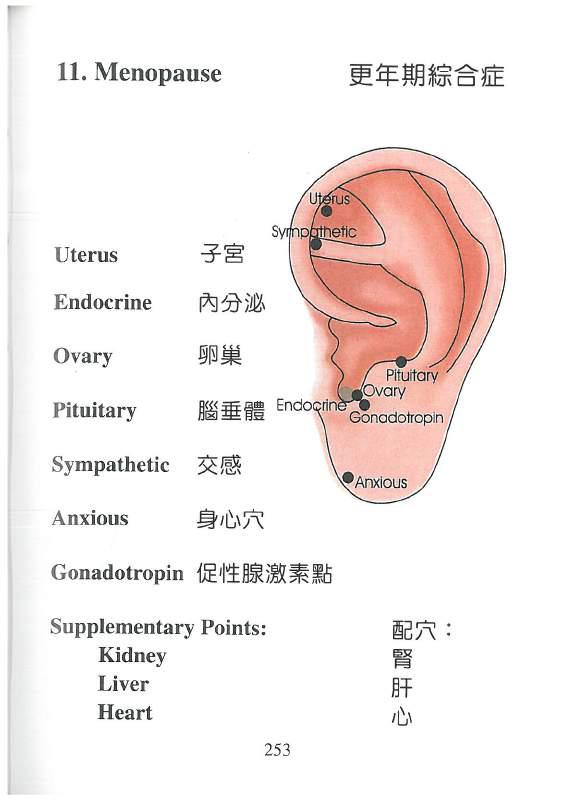 11. Menopause 更年期綜合症
Uterus
Sympathetic
Uterus 子宮
Endocrine 內分泌
Ovary 卵巢
Pituitary
Ovary
Endocrine
Gonadotropin
Pituitary 腦垂體
Sympathetic 交感
Anxious
Anxious 身心穴
Gonadotropin 促性腺激素點
Supplementary Points: 配穴：
Kidney 腎
Liver 肝
Heart 心
253